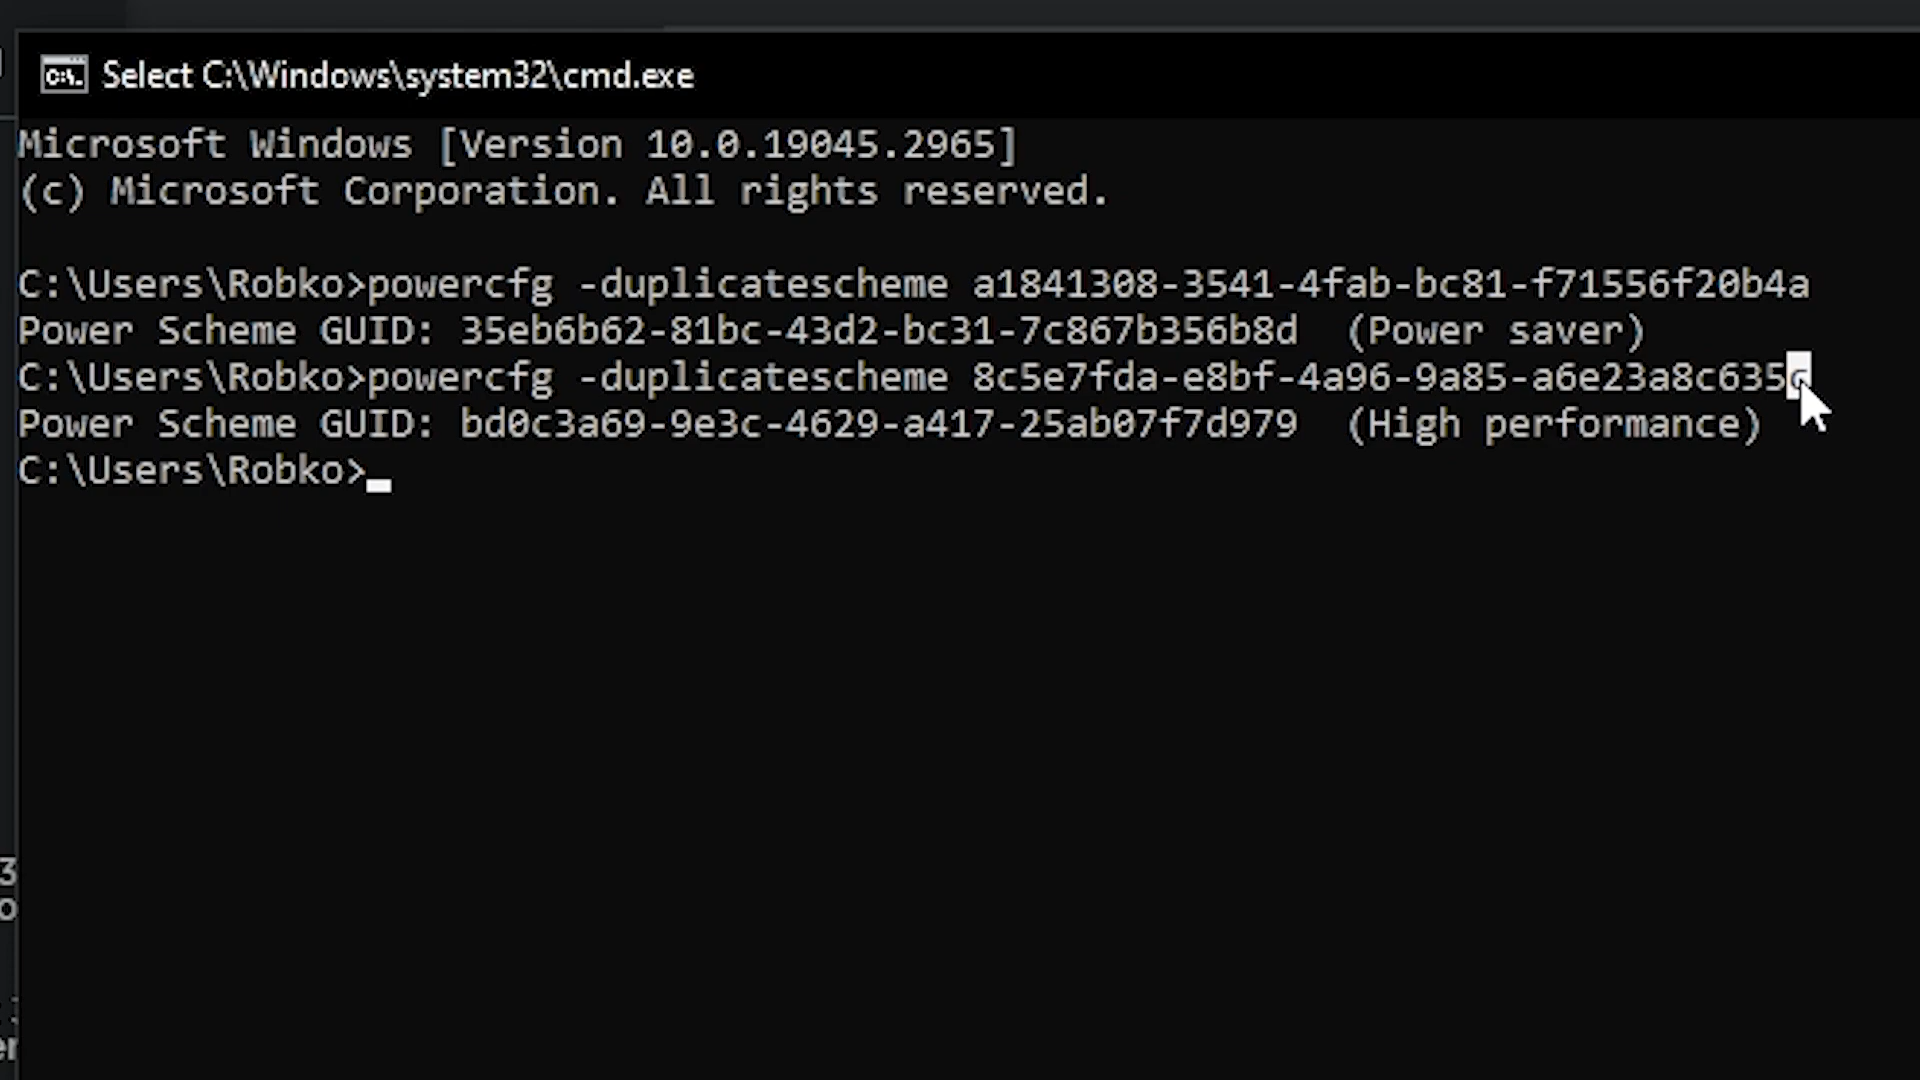 Select C:\Windows\system32\cmd.exe
Microsoft Windows [Version 10.0.19045.2965]
(c) Microsoft Corporation. All rights reserved.
C:\Users\Robko>powercfg -duplicatescheme a1841308-3541-4fab-bc81-f71556f20b4a
Power Scheme GUID: 35eb6b62-81bc-43d2-bc31-7c867b356b8d  (Power saver)
C:\Users\Robko>powercfg -duplicatescheme 8c5e7fda-e8bf-4a96-9a85-a6e23a8c635c
Power Scheme GUID: bd0c3a69-9e3c-4629-a417-25ab07f7d979  (High performance)
C:\Users\Robko>